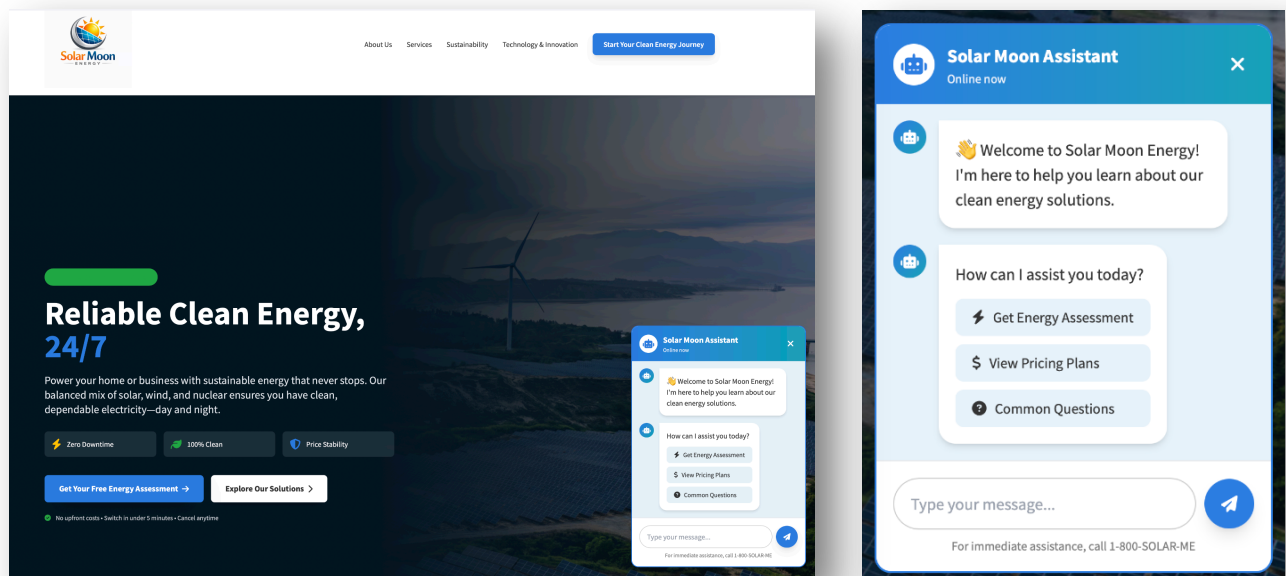 Solar Moon
ENERGY
About Us Services Sustainability Technology & Innovation Start Your Clean Energy Journey
Reliable Clean Energy,
24/7
Power your home or business with sustainable energy that never stops. Our
balanced mix of solar, wind, and nuclear ensures you have clean,
dependable electricity—day and night.
Zero Downtime 100% Clean Price Stability
Get Your Free Energy Assessment → Explore Our Solutions >
No upfront costs • Switch in under 5 minutes • Cancel anytime
Solar Moon Assistant
Online now
👋 Welcome to Solar Moon Energy!
I'm here to help you learn about our
clean energy solutions.
How can I assist you today?
Get Energy Assessment
$ View Pricing Plans
Common Questions
Type your message...
For immediate assistance, call 1-800-SOLAR-ME
Solar Moon Assistant
Online now
👋 Welcome to Solar Moon Energy!
I'm here to help you learn about our
clean energy solutions.
How can I assist you today?
Get Energy Assessment
$ View Pricing Plans
Common Questions
Type your message...
For immediate assistance, call 1-800-SOLAR-ME